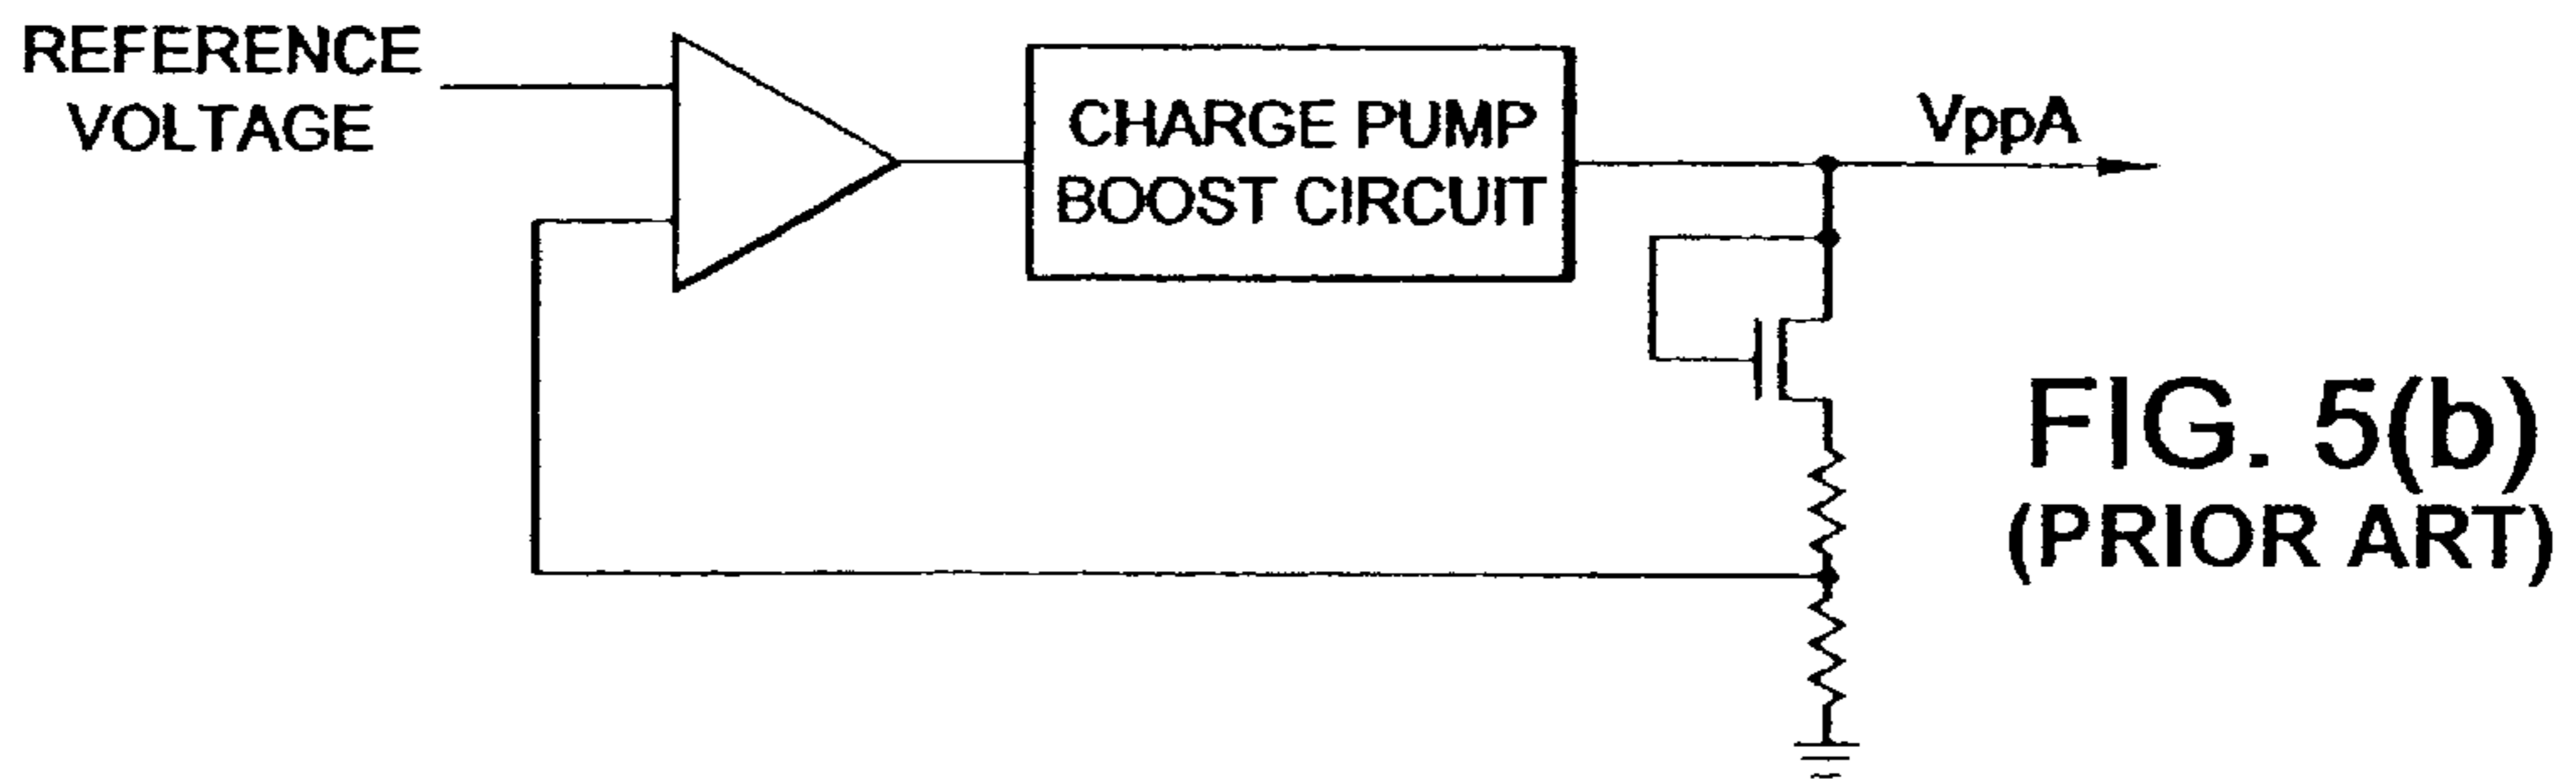 REFERENCE
VOLTAGE
CHARGE PUMP
BOOST CIRCUIT
VppA
FIG. 5(b)
(PRIOR ART)